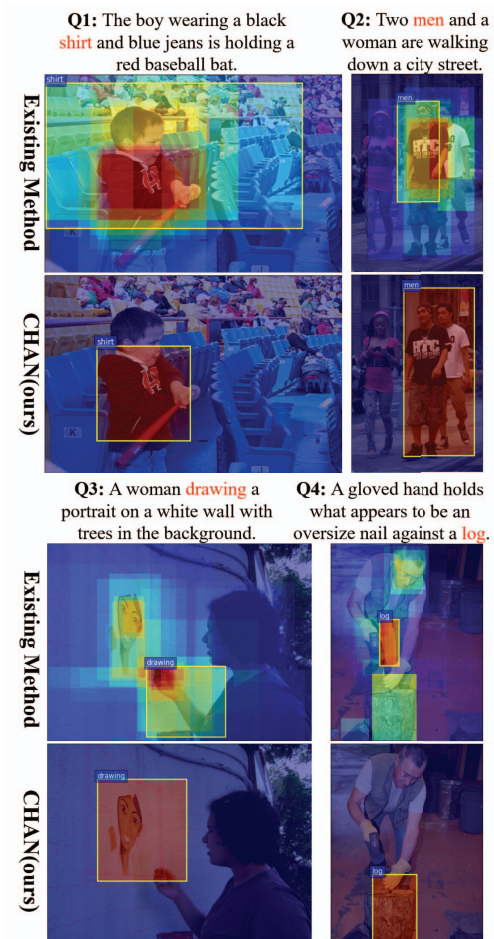 Q1: The boy wearing a black
shirt and blue jeans is holding a
red baseball bat.
Q2: Two men and a
woman are walking
down a city street.
Existing Method
shirt
men
HTC
CHAN(ours)
shirt
men
HTC
Q3: A woman drawing a
portrait on a white wall with
trees in the background.
Q4: A gloved hand holds
what appears to be an
oversize nail against a log.
Existing Method
drawing
log
CHAN(ours)
drawing
log